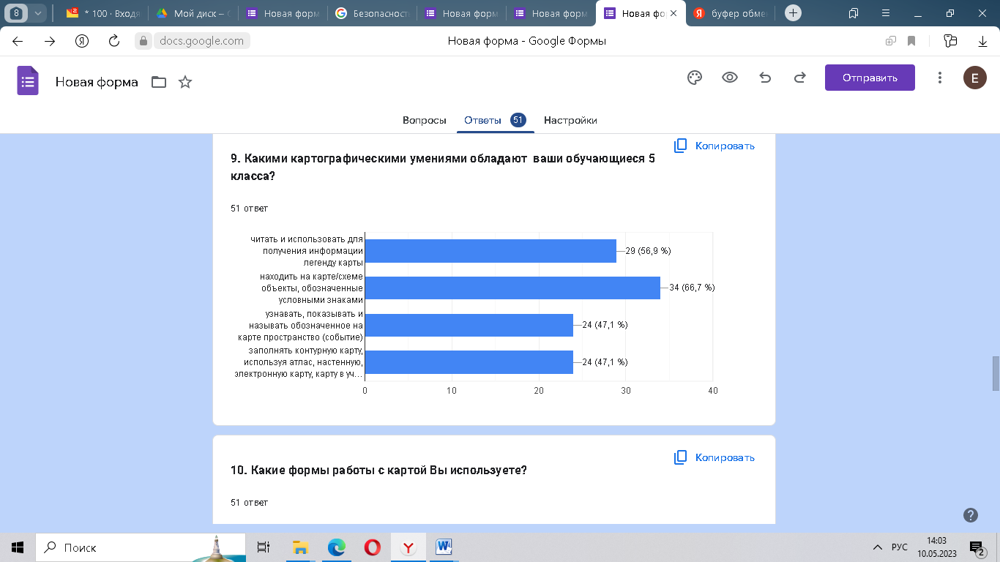 8
* 100 · Входя
Мой диск – G
Новая форм
Безопасност
Новая форм
Новая форм
Новая фо
буфер обме
docs.google.com
Новая форма - Google Формы
Новая форма
Отправить
E
Вопросы
Ответы 51
Настройки
9. Какими картографическими умениями обладают ваши обучающиеся 5
класса?
Копировать
51 ответ
читать и использовать для
получения информации
легенду карты
29 (56,9 %)
находить на карте/схеме
объекты, обозначенные
условными знаками
34 (66,7 %)
узнавать, показывать и
называть обозначенное на
карте пространство (событие)
24 (47,1 %)
заполнять контурную карту,
используя атлас, настенную,
электронную карту, карту в уч…
24 (47,1 %)
0 10 20 30 40
10. Какие формы работы с картой Вы используете?
Копировать
51 ответ
Поиск
РУС
14:03
10.05.2023
2